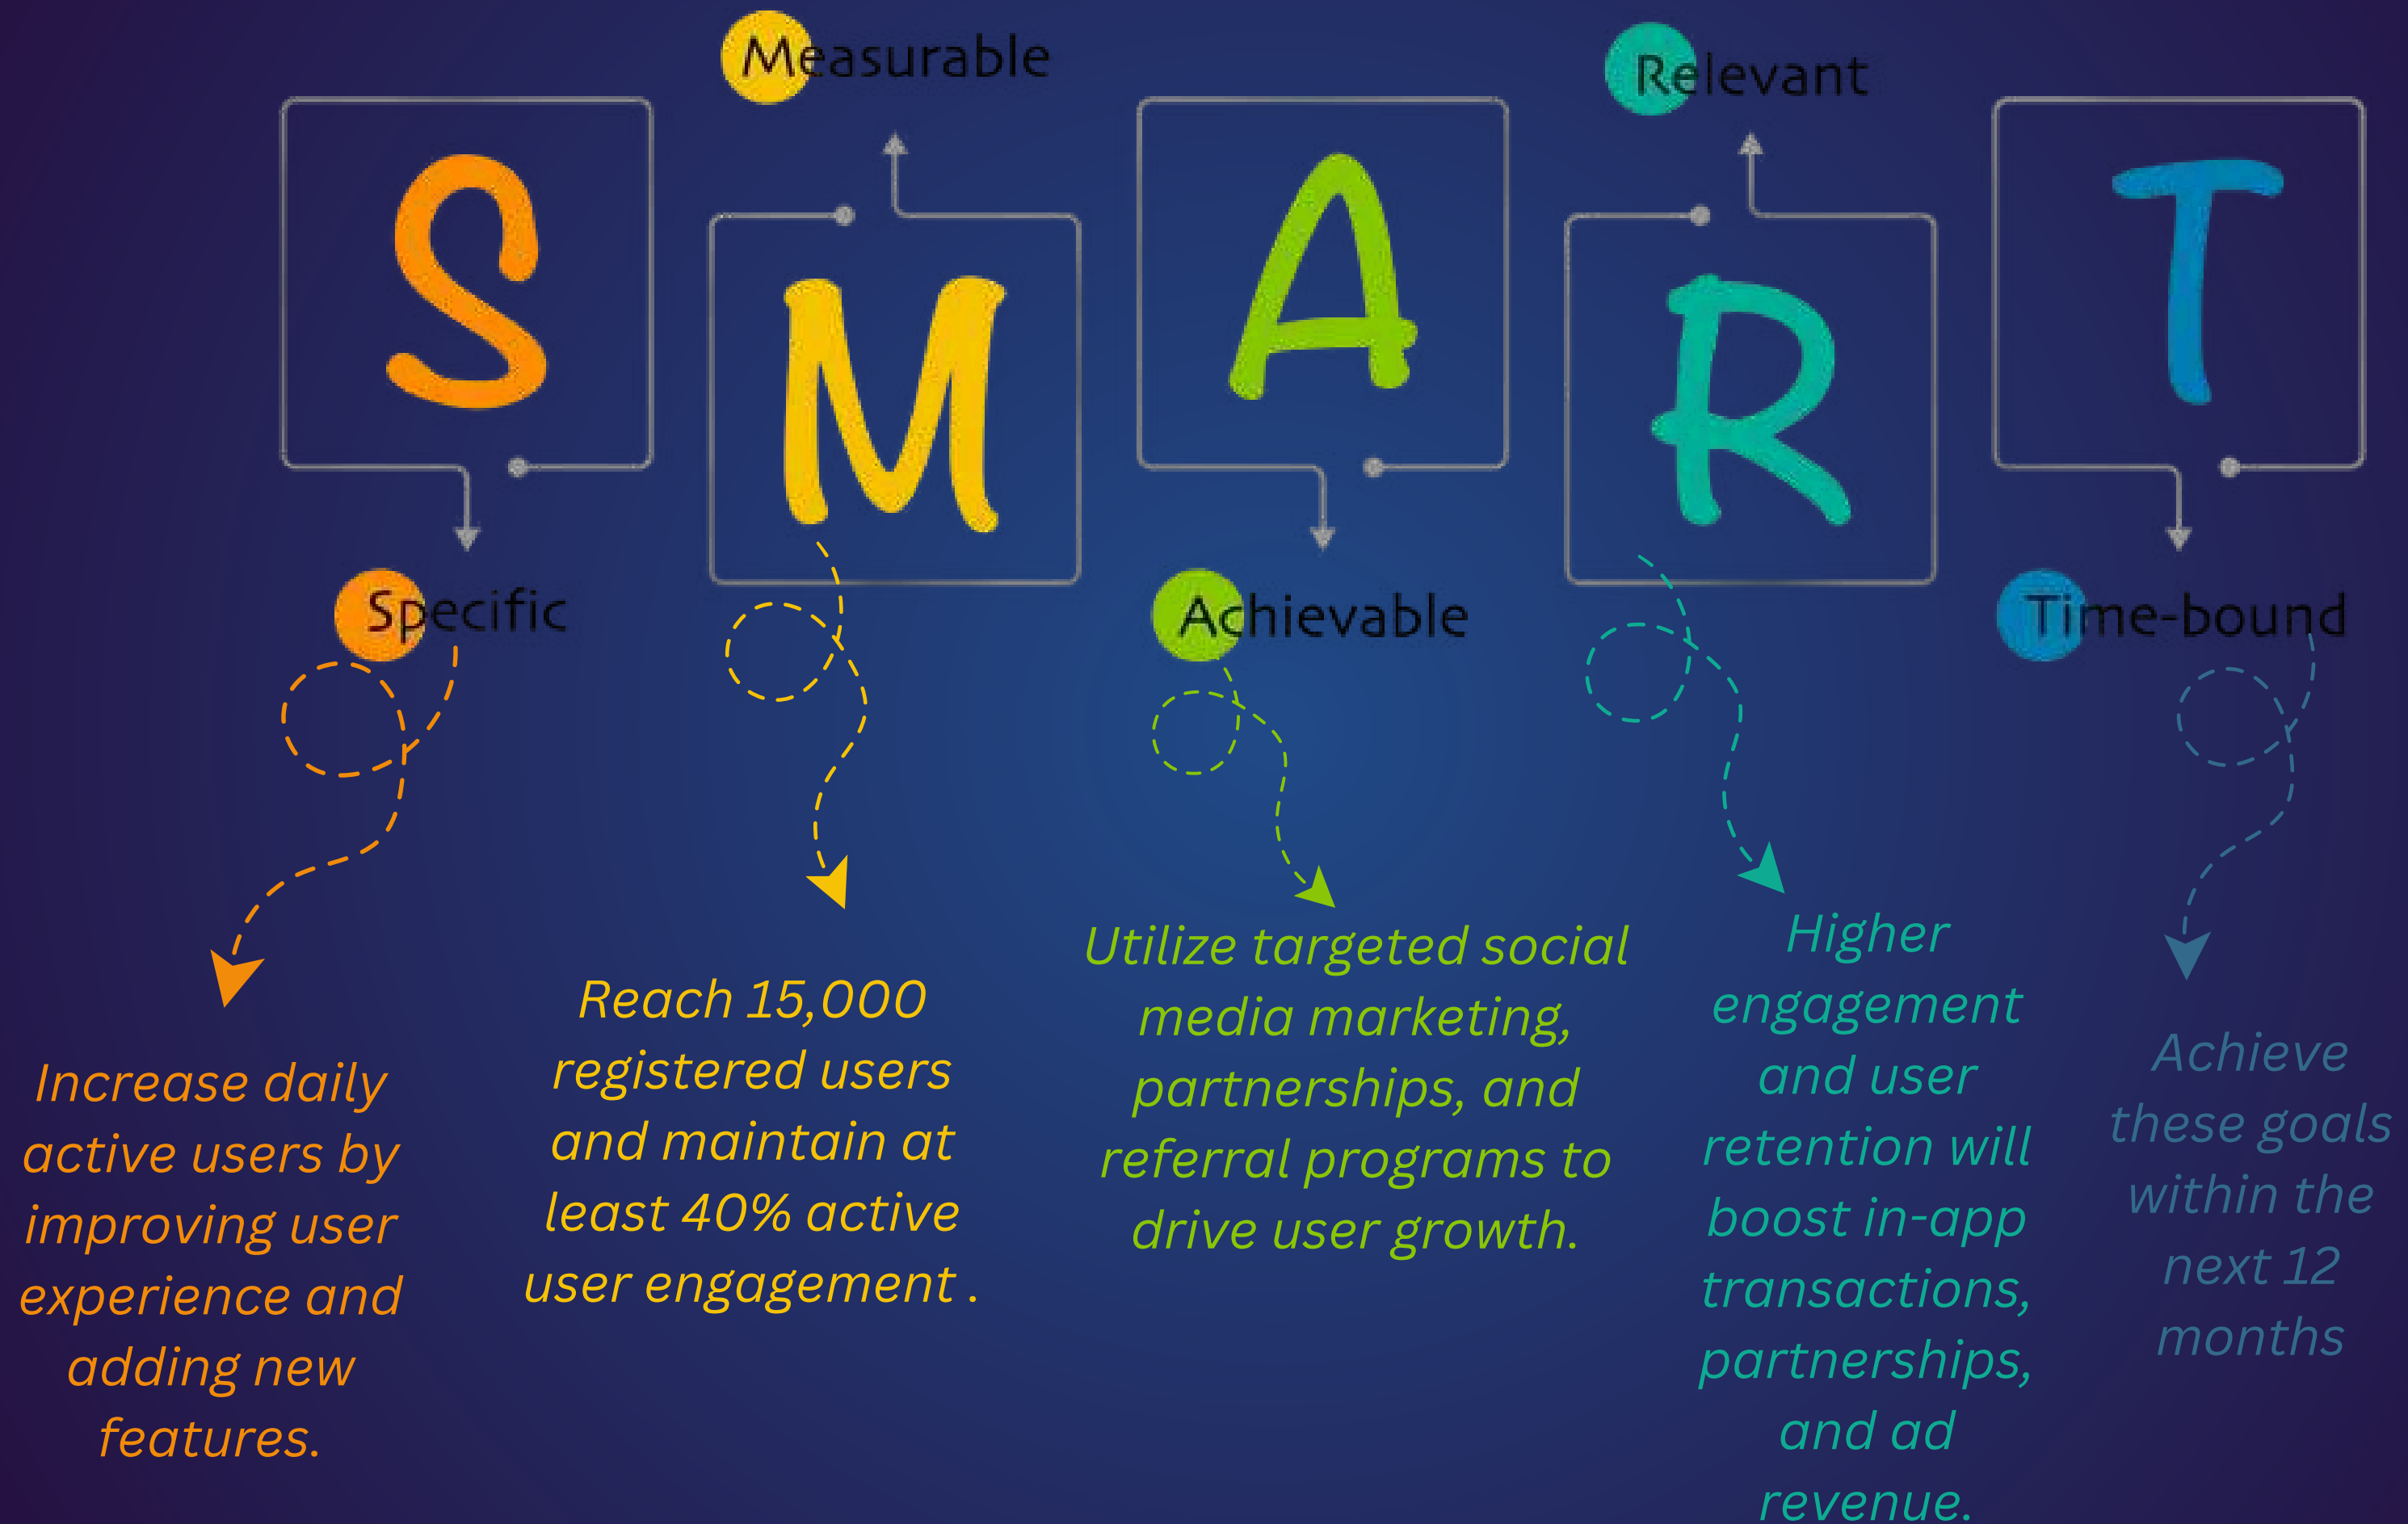 Measurable
Relevant
S
M
A
R
T
Specific
Achievable
Time-bound
Increase daily
active users by
improving user
experience and
adding new
features.
Reach 15,000
registered users
and maintain at
least 40% active
user engagement .
Utilize targeted social
media marketing,
partnerships, and
referral programs to
drive user growth.
Higher
engagement
and user
retention will
boost in-app
transactions,
partnerships,
and ad
revenue.
Achieve
these goals
within the
next 12
months